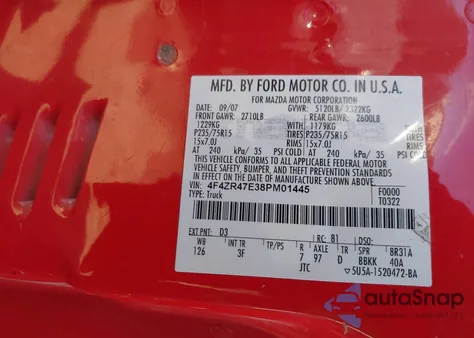 MFD. BY FORD MOTOR CO. IN U.S.A.
FOR MAZDA MOTOR CORPORATION
DATE: 09/07 GVWR: 5120LB/ 2322KG
FRONT GAWR: 2710LB REAR GAWR: 2600LB
1229KG 1179KG
P235/75R15 TIRES P235/75R15 TIRES
15x7.0J RIMS 15x7.0J RIMS
AT 240 kPa/ 35 PSI COLD AT 240 kPa/ 35 PSI COLD
THIS VEHICLE CONFORMS TO ALL APPLICABLE FEDERAL MOTOR
VEHICLE SAFETY, BUMPER, AND THEFT PREVENTION STANDARDS
IN EFFECT ON THE DATE OF MANUFACTURE SHOWN ABOVE.
VIN: 4F4ZR47E38PM01445
TYPE: Truck
F0000
T0322
EXT PNT: D3 RC: 81 DSO:
WB INT TR TP/PS R AXLE TR SPR 8R31A
126 3F 7 97 D BBKK 40A
JTC 5U5A-1520472-BA
autoSnap